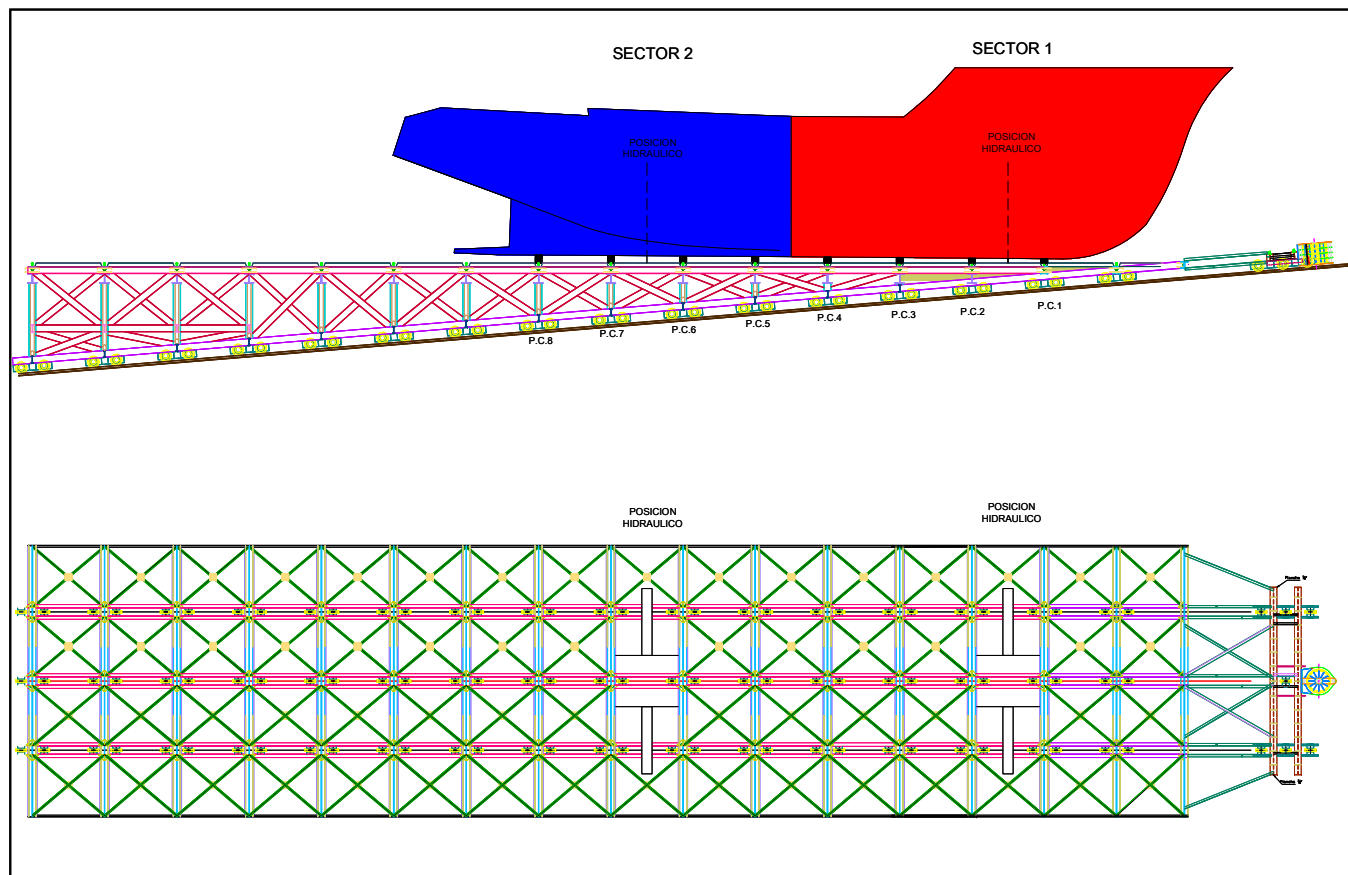 SECTOR 2
SECTOR 1
POSICION
HIDRAULICO
POSICION
HIDRAULICO
P.C.8
P.C.7
P.C.6
P.C.5
P.C.4
P.C.3
P.C.2
P.C.1
POSICION
HIDRAULICO
POSICION
HIDRAULICO